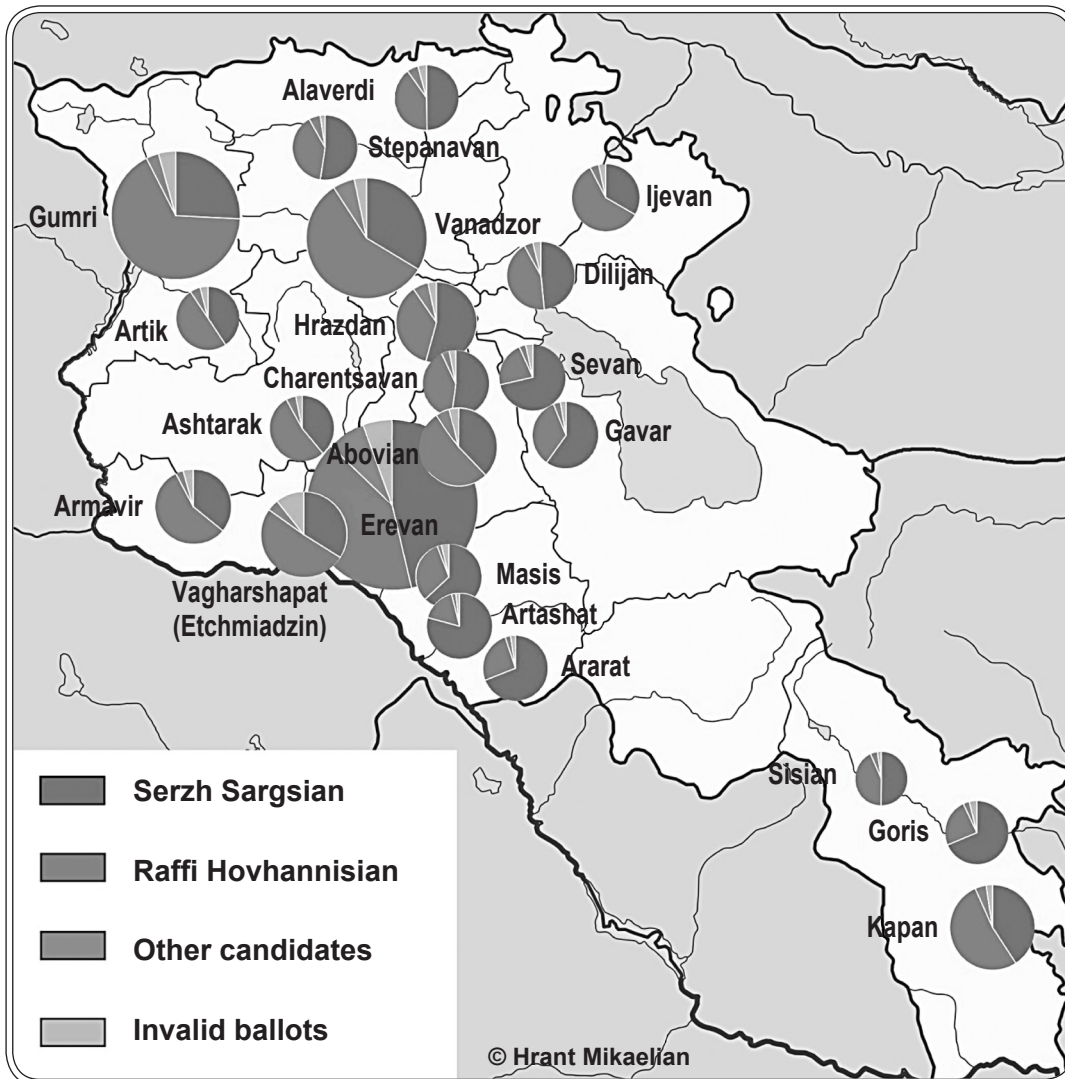 Alaverdi
Stepanavan
Ijevan
Gumri
Vanadzor
Dilijan
Artik
Hrazdan
Sevan
Charentsavan
Ashtarak
Gavar
Abovian
Armavir
Erevan
Masis
Vagharshapat
(Etchmiadzin)
Artashat
Ararat
Sisian
Goris
Kapan
Serzh Sargsian
Raffi Hovhannisian
Other candidates
Invalid ballots
© Hrant Mikaelian